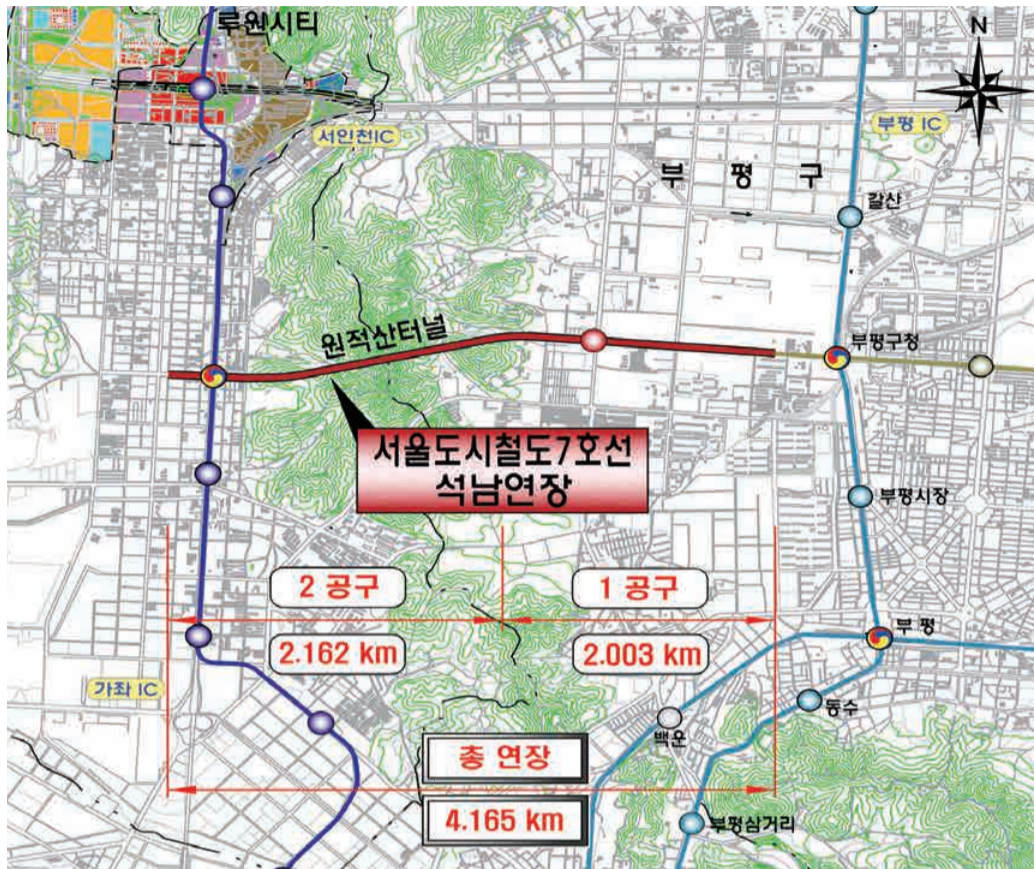 루원시티
N
서인천IC
부평 IC
부 평 구
갈산
원적산터널
부평구청
서울도시철도7호선
석남연장
부평시장
2 공구
1 공구
부 평
2.162 km
2.003 km
가좌 IC
동수
백운
총 연장
4.165 km
부평삼거리